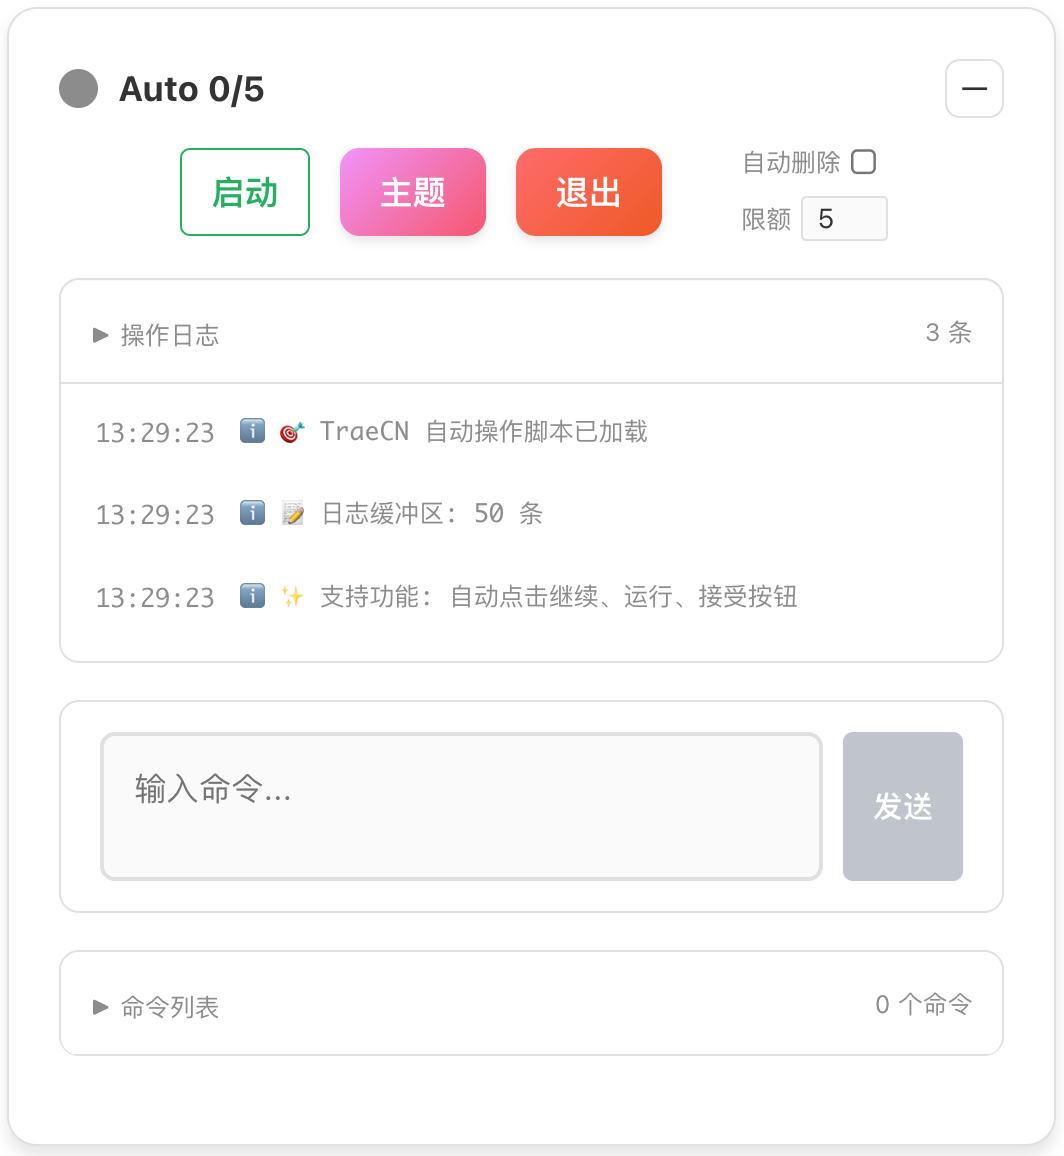 Auto 0/5
启动 主题 退出 自动删除
限额 5
▶ 操作日志 3 条
13:29:23 ℹ️ 🎯 TraeCN 自动操作脚本已加载
13:29:23 ℹ️ 📝 日志缓冲区: 50 条
13:29:23 ℹ️ ✨ 支持功能: 自动点击继续、运行、接受按钮
输入命令...
发送
▶ 命令列表 0 个命令